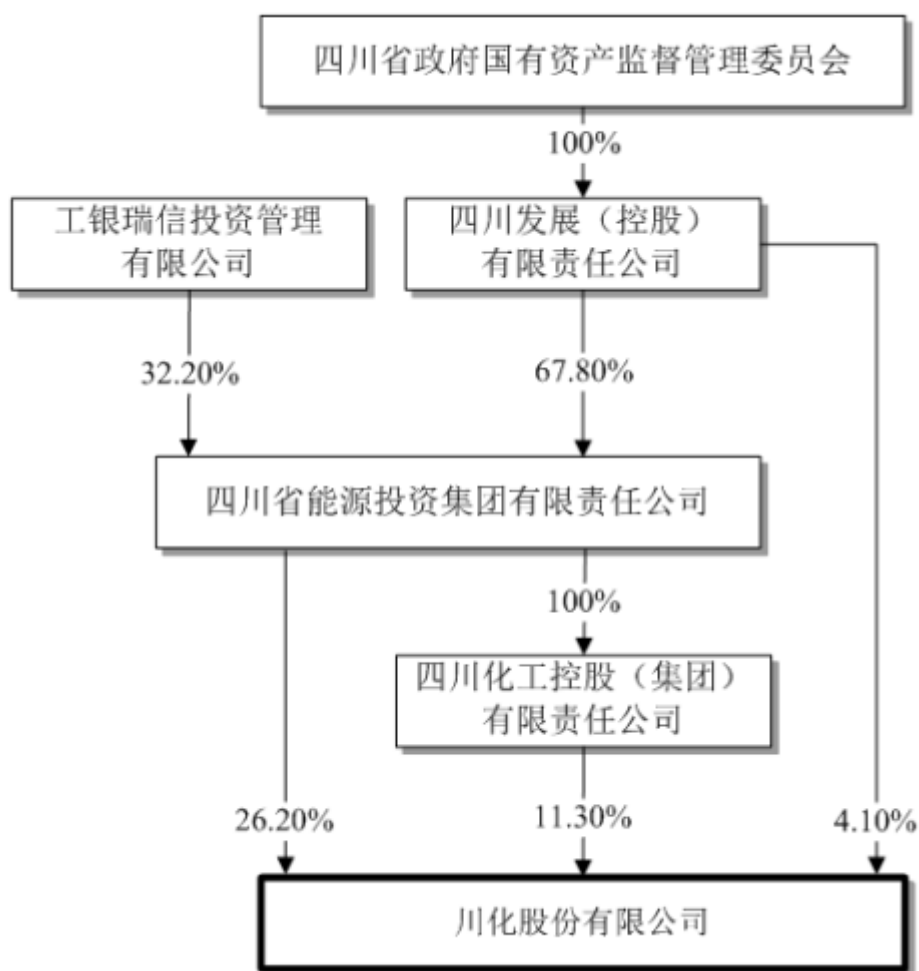 四川省政府国有资产监督管理委员会
100%
工银瑞信投资管理
有限公司
四川发展（控股）
有限责任公司
32.20%
67.80%
四川省能源投资集团有限责任公司
100%
四川化工控股（集团）
有限责任公司
26.20%
11.30%
4.10%
川化股份有限公司